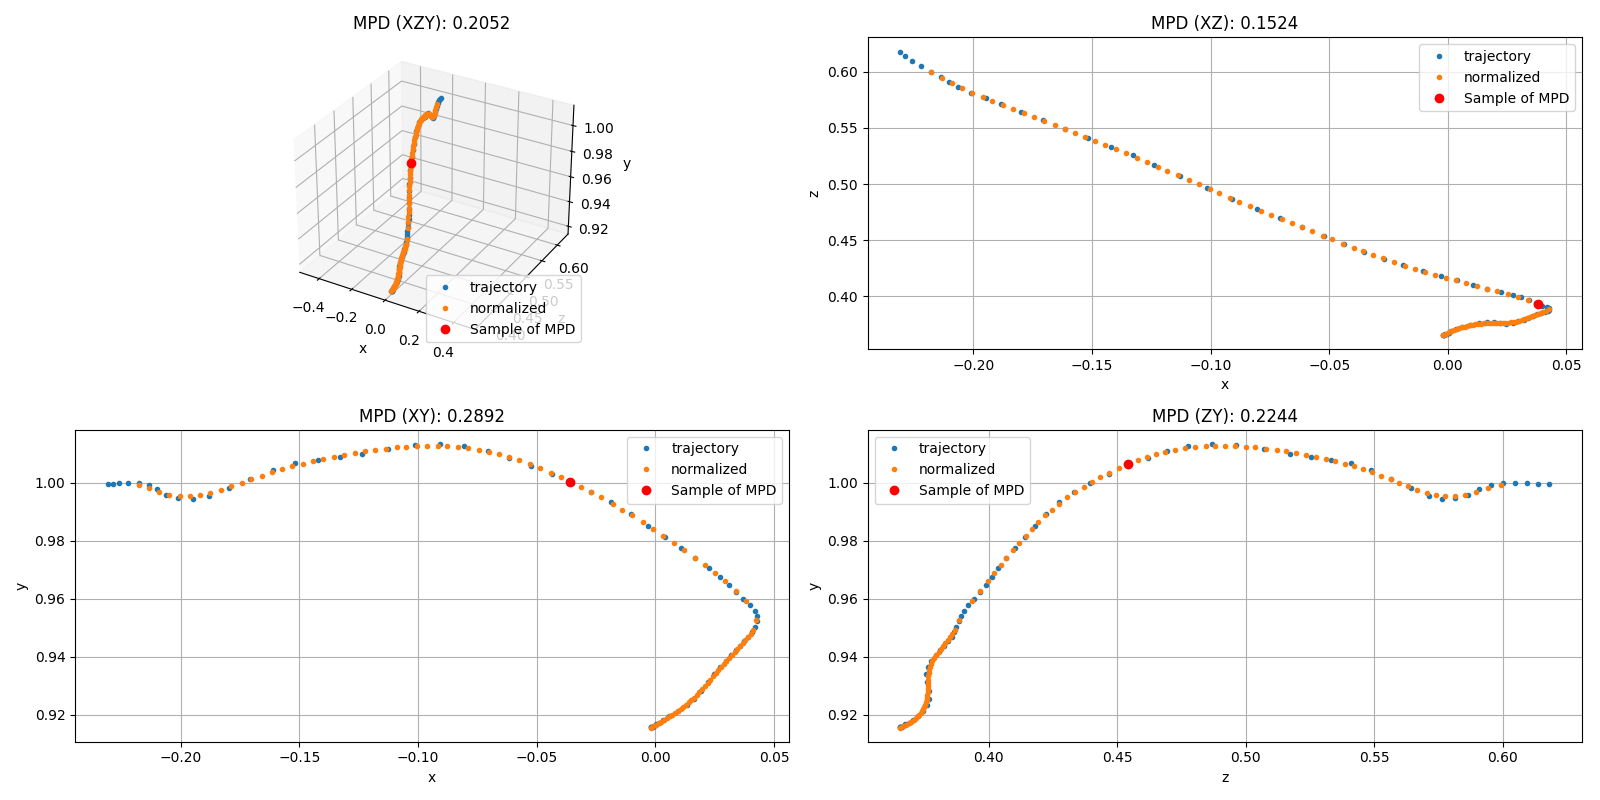 MPD (XZY): 0.2052
1.00
0.98
0.96
0.94
0.92
y
0.60
0.55
0.50
0.45
0.40
z
−0.4
−0.2
0.0
0.2
0.4
x
trajectory
normalized
Sample of MPD
MPD (XZ): 0.1524
trajectory
normalized
Sample of MPD
0.60
0.55
0.50
0.45
0.40
z
−0.20
−0.15
−0.10
−0.05
0.00
0.05
x
MPD (XY): 0.2892
trajectory
normalized
Sample of MPD
1.00
0.98
0.96
0.94
0.92
y
−0.20
−0.15
−0.10
−0.05
0.00
0.05
x
MPD (ZY): 0.2244
trajectory
normalized
Sample of MPD
1.00
0.98
0.96
0.94
0.92
y
0.40
0.45
0.50
0.55
0.60
z